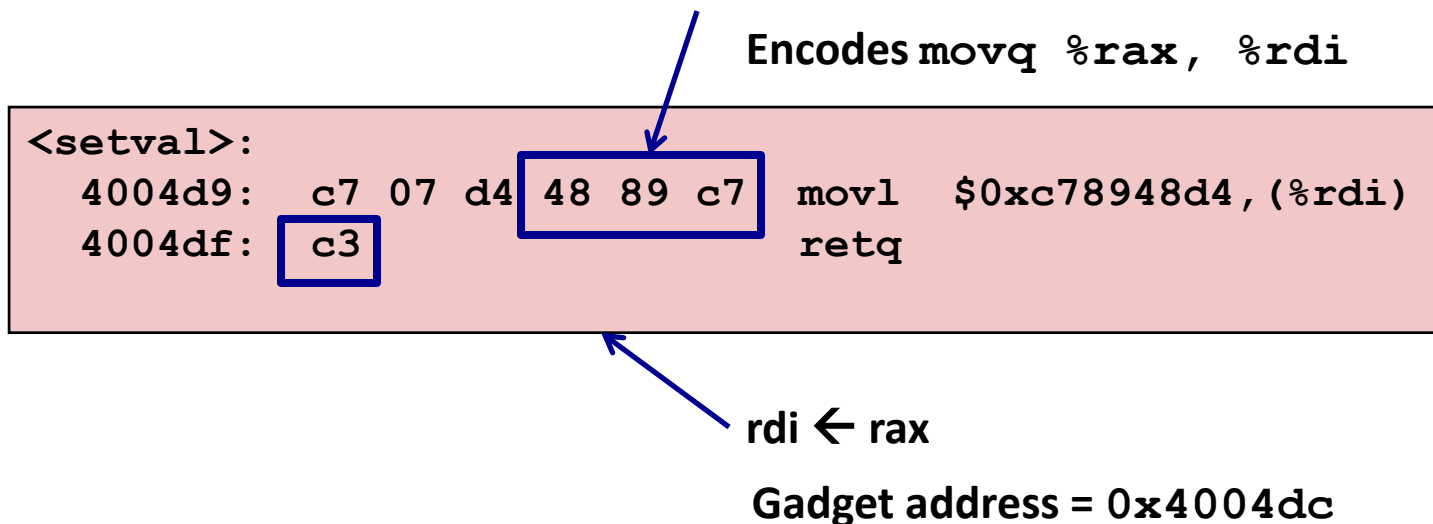 Encodes movq %rax, %rdi
<setval>:
4004d9: c7 07 d4 48 89 c7 movl $0xc78948d4,(%rdi)
4004df: c3 retq
rdi ← rax
Gadget address = 0x4004dc